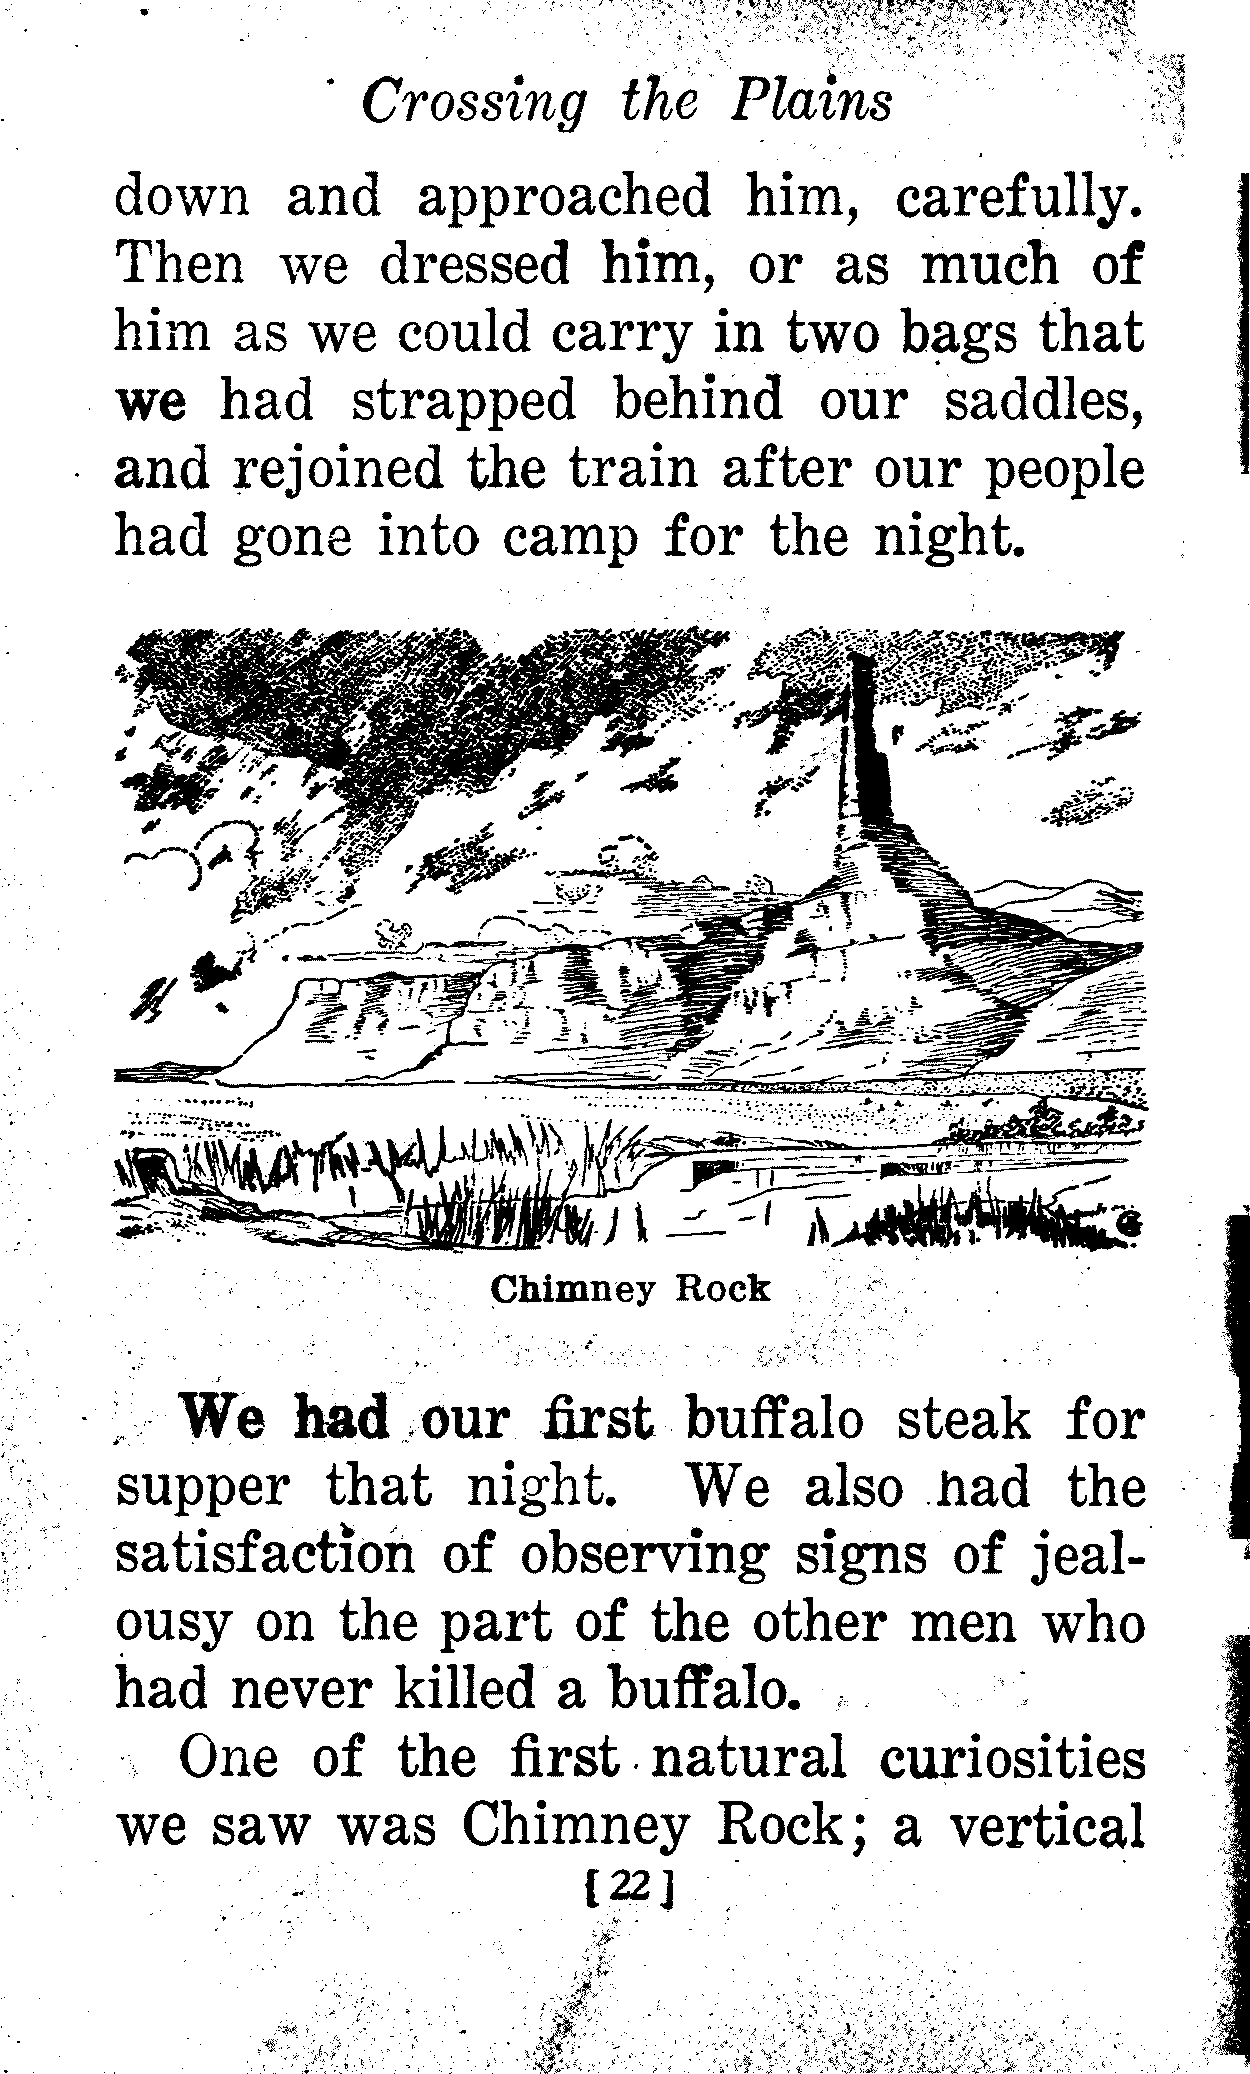 Crossing the Plains
down and approached him, carefully.
Then we dressed him, or as much of
him as we could carry in two bags that
we had strapped behind our saddles,
and rejoined the train after our people
had gone into camp for the night.
Chimney Rock
We had our first buffalo steak for
supper that night. We also had the
satisfaction of observing signs of jeal-
ousy on the part of the other men who
had never killed a buffalo.
One of the first natural curiosities
we saw was Chimney Rock; a vertical
[22]